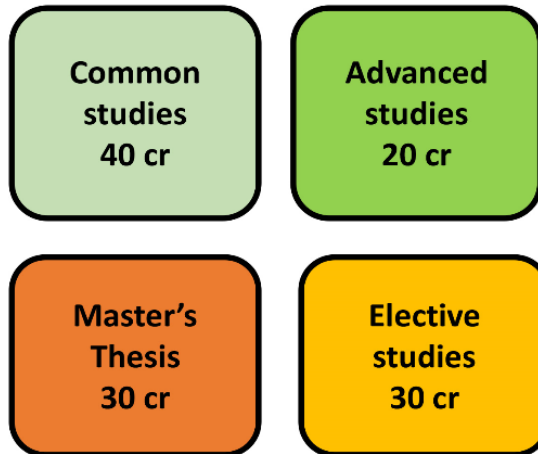 Common
studies
40 cr
Advanced
studies
20 cr
Master’s
Thesis
30 cr
Elective
studies
30 cr